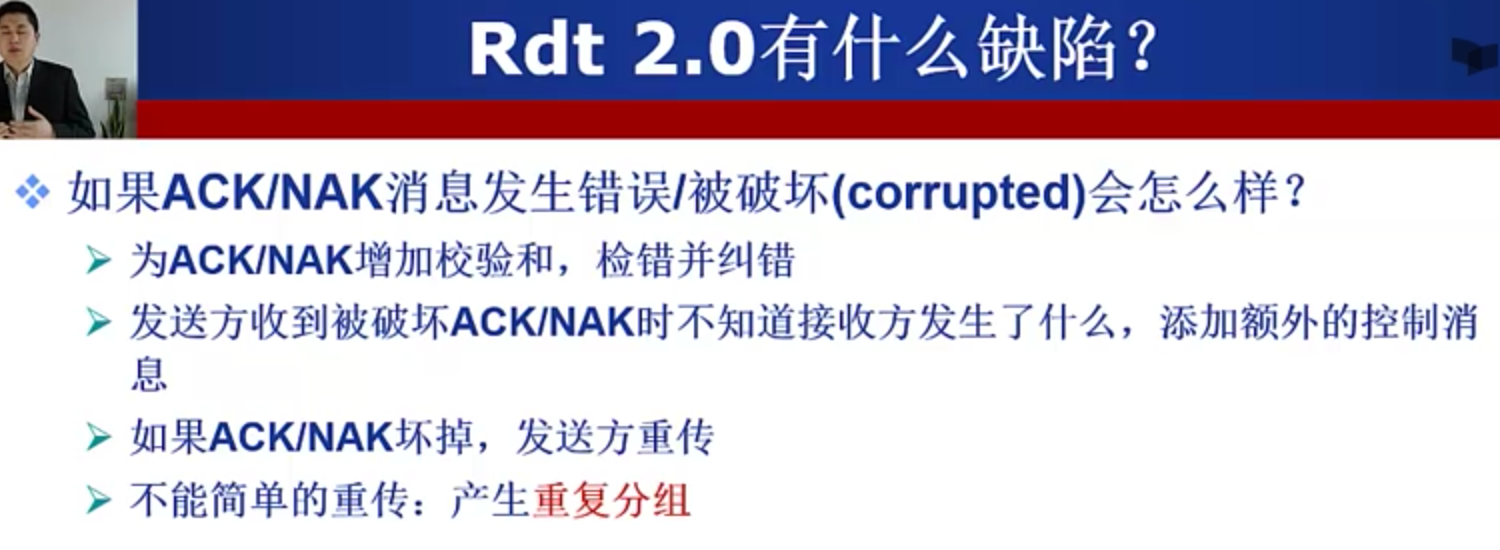 Rdt 2.0有什么缺陷？
如果ACK/NAK消息发生错误/被破坏(corrupted)会怎么样？
为ACK/NAK增加校验和，检错并纠错
发送方收到被破坏ACK/NAK时不知道接收方发生了什么，添加额外的控制消
息
如果ACK/NAK坏掉，发送方重传
不能简单的重传：产生重复分组